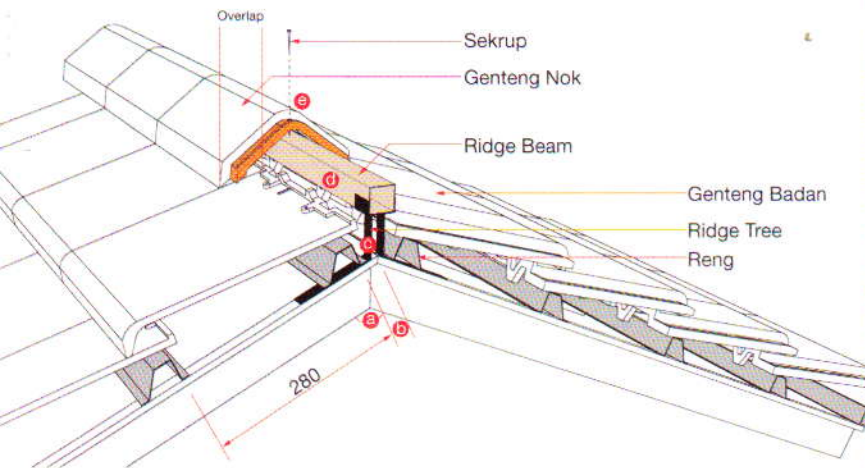 Overlap
Sekrup
Genteng Nok
e
Ridge Beam
d
Genteng Badan
Ridge Tree
c
Reng
a
b
280